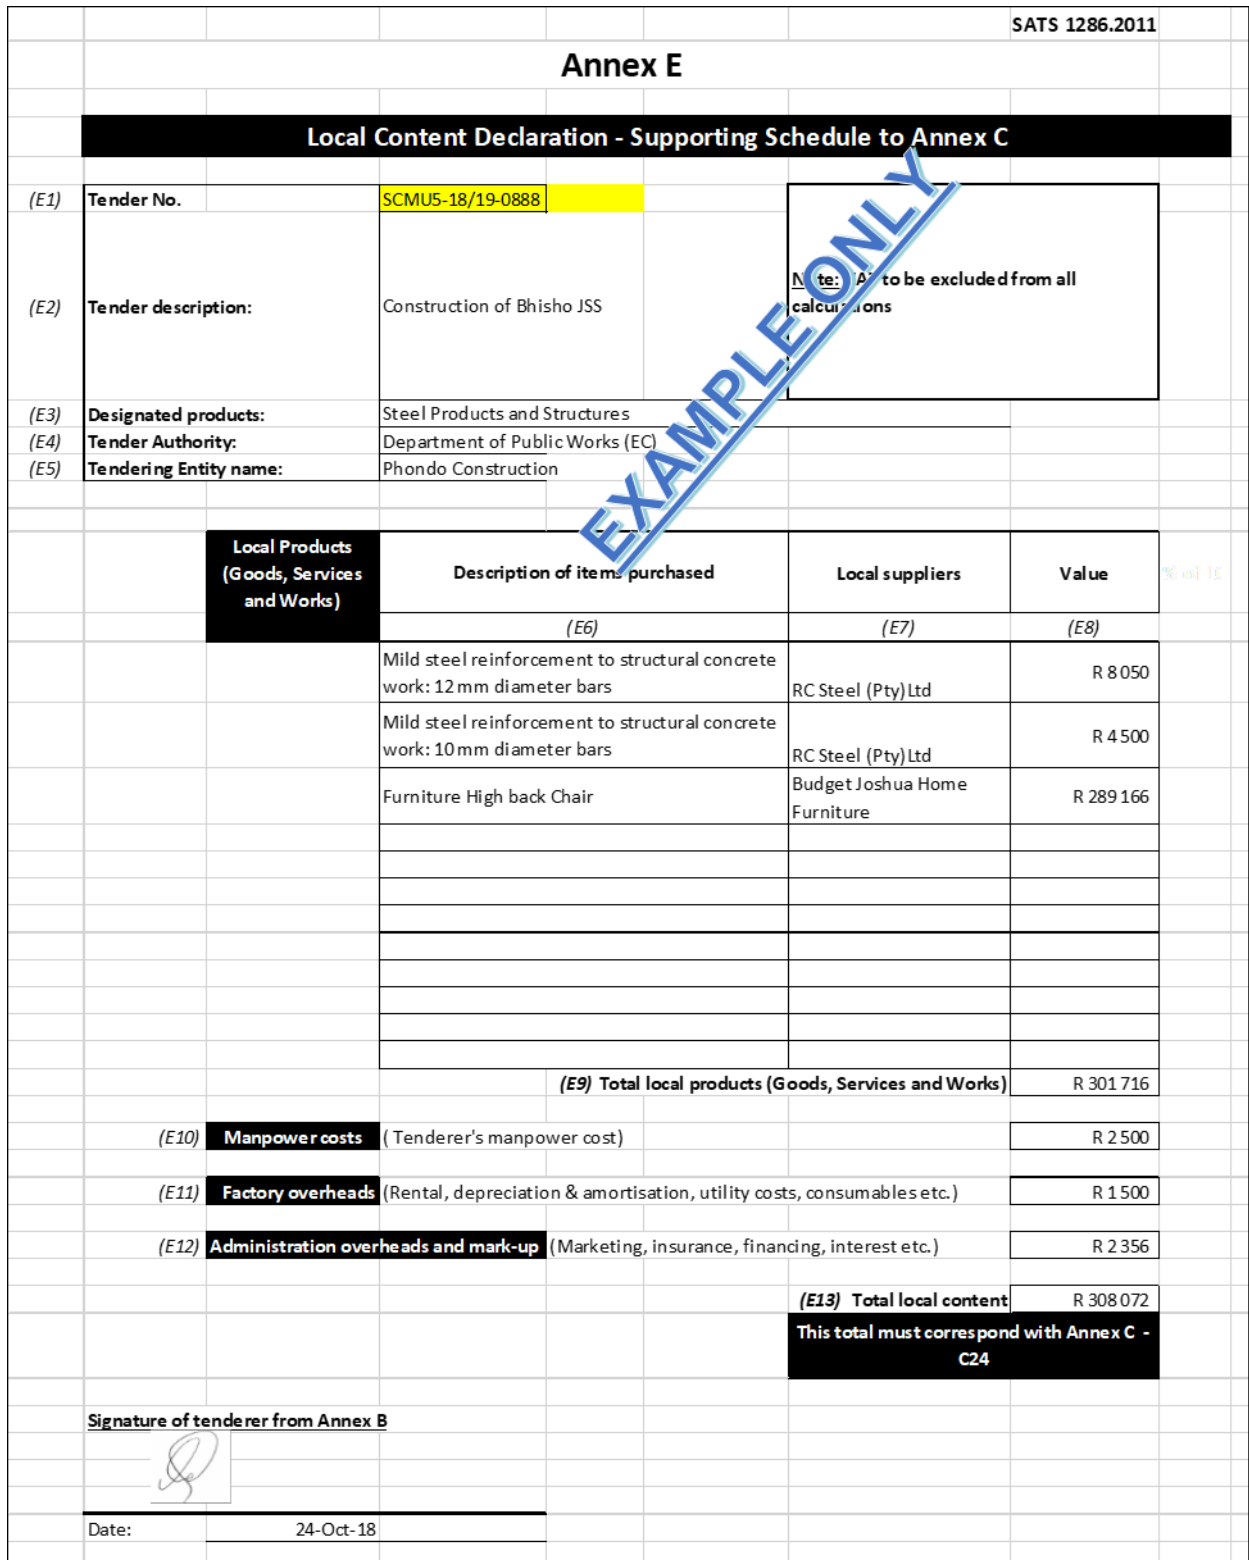 SATS 1286.2011
Annex E
Local Content Declaration - Supporting Schedule to Annex C
(E1) Tender No. SCMU5-18/19-0888
EXAMPLE ONLY
Note: to be excluded from all
calculations
(E2) Tender description: Construction of Bhisho JSS
(E3) Designated products: Steel Products and Structures
(E4) Tender Authority: Department of Public Works (EC)
(E5) Tendering Entity name: Phondo Construction
Local Products
(Goods, Services
and Works)
Description of items purchased Local suppliers Value
(E6) (E7) (E8)
Mild steel reinforcement to structural concrete
work: 12mm diameter bars RC Steel (Pty)Ltd R 8 050
Mild steel reinforcement to structural concrete
work: 10mm diameter bars RC Steel (Pty)Ltd R 4 500
Furniture High back Chair Budget Joshua Home
Furniture R 289 166
(E9) Total local products (Goods, Services and Works) R 301 716
(E10) Manpower costs ( Tenderer's manpower cost) R 2 500
(E11) Factory overheads (Rental, depreciation & amortisation, utility costs, consumables etc.) R 1 500
(E12) Administration overheads and mark-up (Marketing, insurance, financing, interest etc.) R 2 356
(E13) Total local content R 308 072
This total must correspond with Annex C -
C24
Signature of tenderer from Annex B
Date: 24-Oct-18